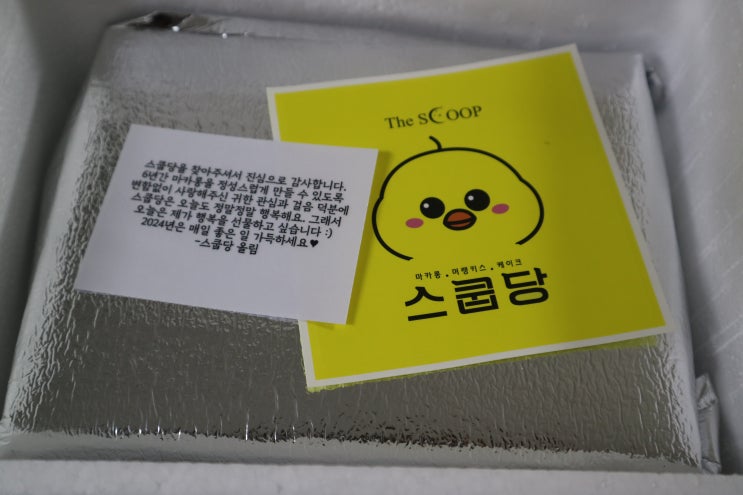 스쿱당을 찾아주셔서 진심으로 감사합니다.
6년간 마카롱을 정성스럽게 만들 수 있도록
변함없이 사랑해주신 귀한 관심과 걸음 덕분에
스쿱당은 오늘도 정말정말 행복해요. 그래서
오늘은 제가 행복을 선물하고 싶습니다 :)
2024년은 매일 좋은 일 가득하세요♥
-스쿱당 올림
The SCOOP
마카롱 . 머랭키스 . 케이크
스쿱당